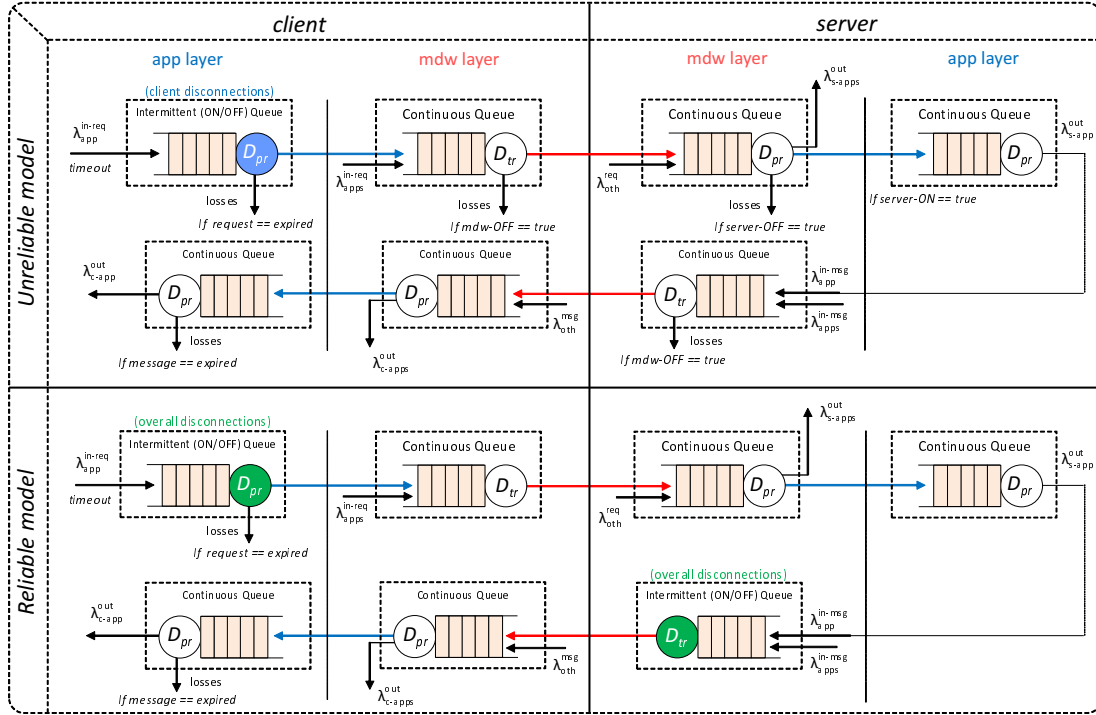 client
server
app layer
mdw layer
mdw layer
app layer
Unreliable model
(client disconnections)
Intermittent (ON/OFF) Queue
λ in-req app
timeout
D pr
losses
If request == expired
Continuous Queue
λ in-req apps
D tr
losses
If mdw-OFF == true
Continuous Queue
λ req oth
D pr
λ out s-apps
losses
If server-OFF == true
Continuous Queue
D pr
λ out s-app
If server-ON == true
Continuous Queue
λ out c-app
D pr
losses
If message == expired
Continuous Queue
D pr
λ msg oth
λ out c-apps
Continuous Queue
D tr
λ in-msg app
λ in-msg apps
losses
If mdw-OFF == true
Reliable model
(overall disconnections)
Intermittent (ON/OFF) Queue
λ in-req app
timeout
D pr
losses
If request == expired
Continuous Queue
λ in-req apps
D tr
Continuous Queue
λ req oth
D pr
λ out s-apps
Continuous Queue
D pr
λ out s-app
Continuous Queue
λ out c-app
D pr
losses
If message == expired
Continuous Queue
D pr
λ msg oth
λ out c-apps
(overall disconnections)
Intermittent (ON/OFF) Queue
D tr
λ in-msg app
λ in-msg apps